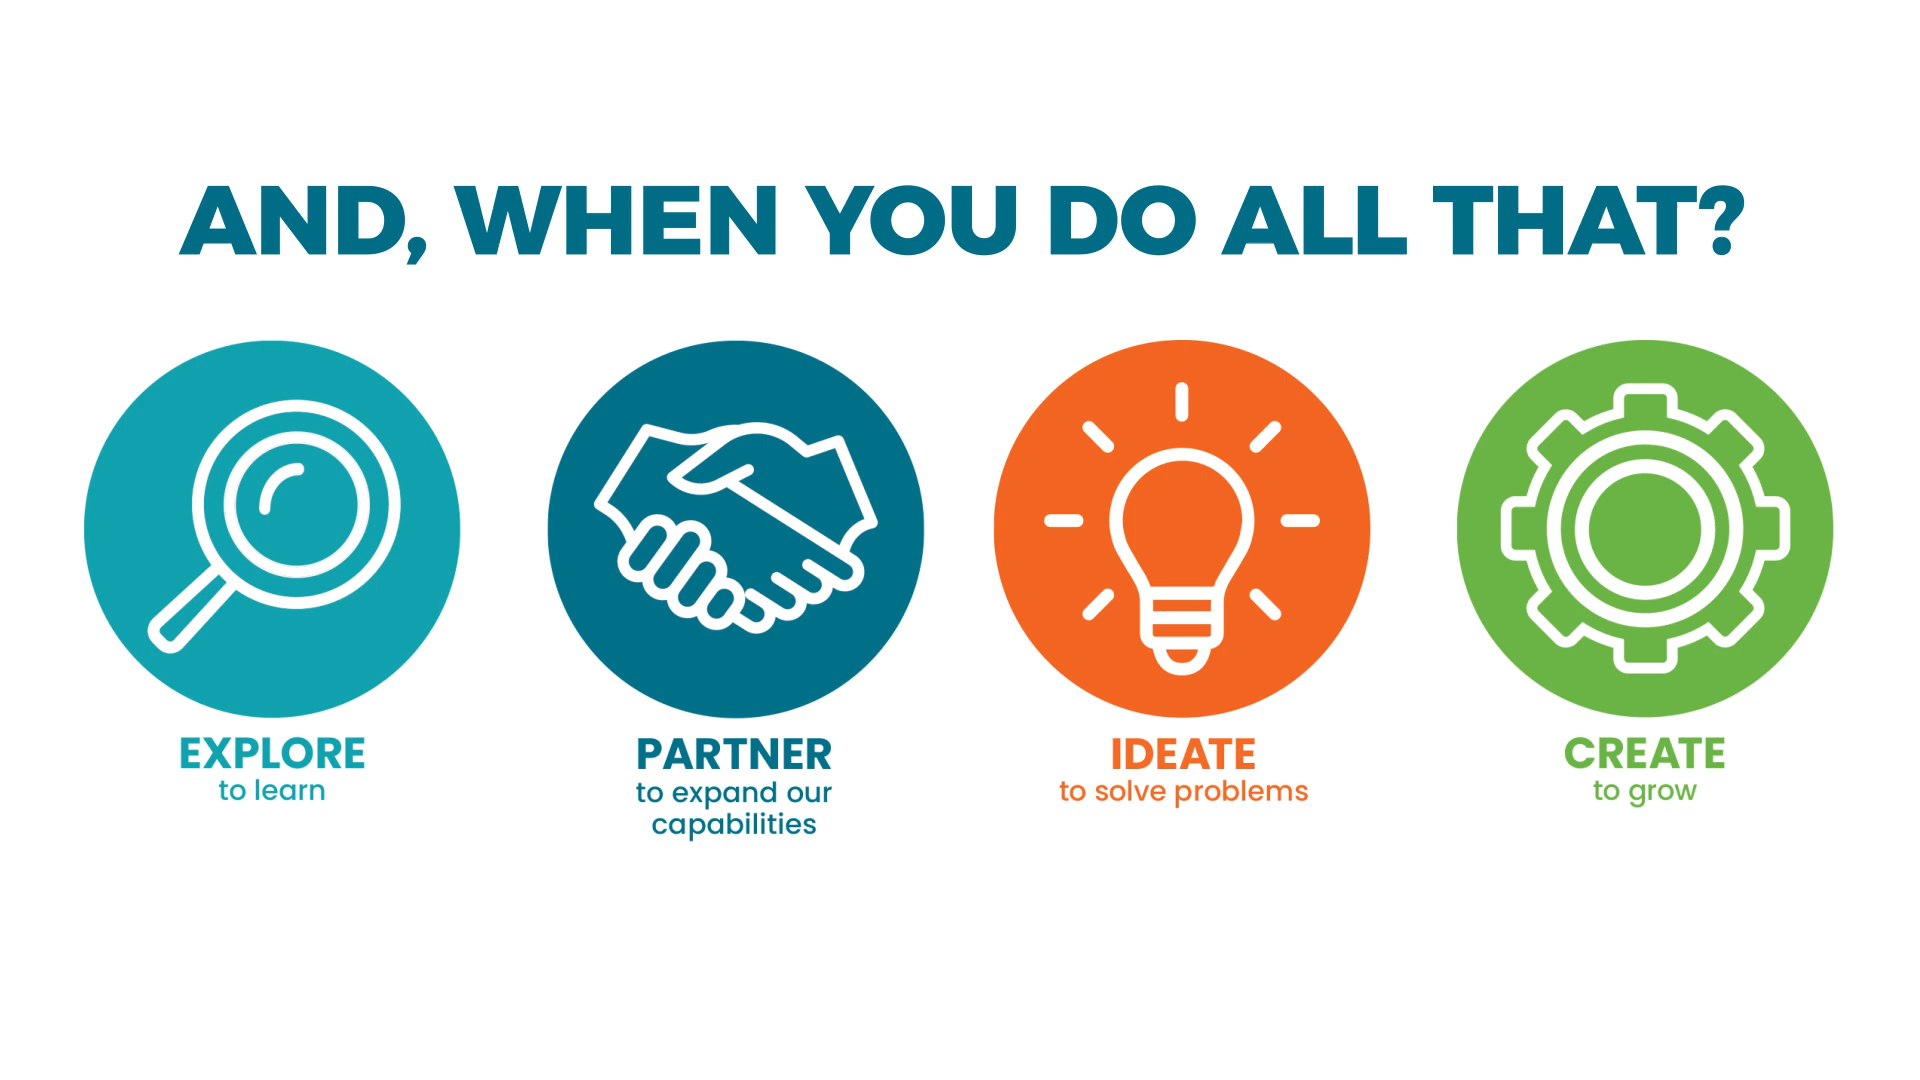 AND, WHEN YOU DO ALL THAT?
EXPLORE
to learn
PARTNER
to expand our
capabilities
IDEATE
to solve problems
CREATE
to grow